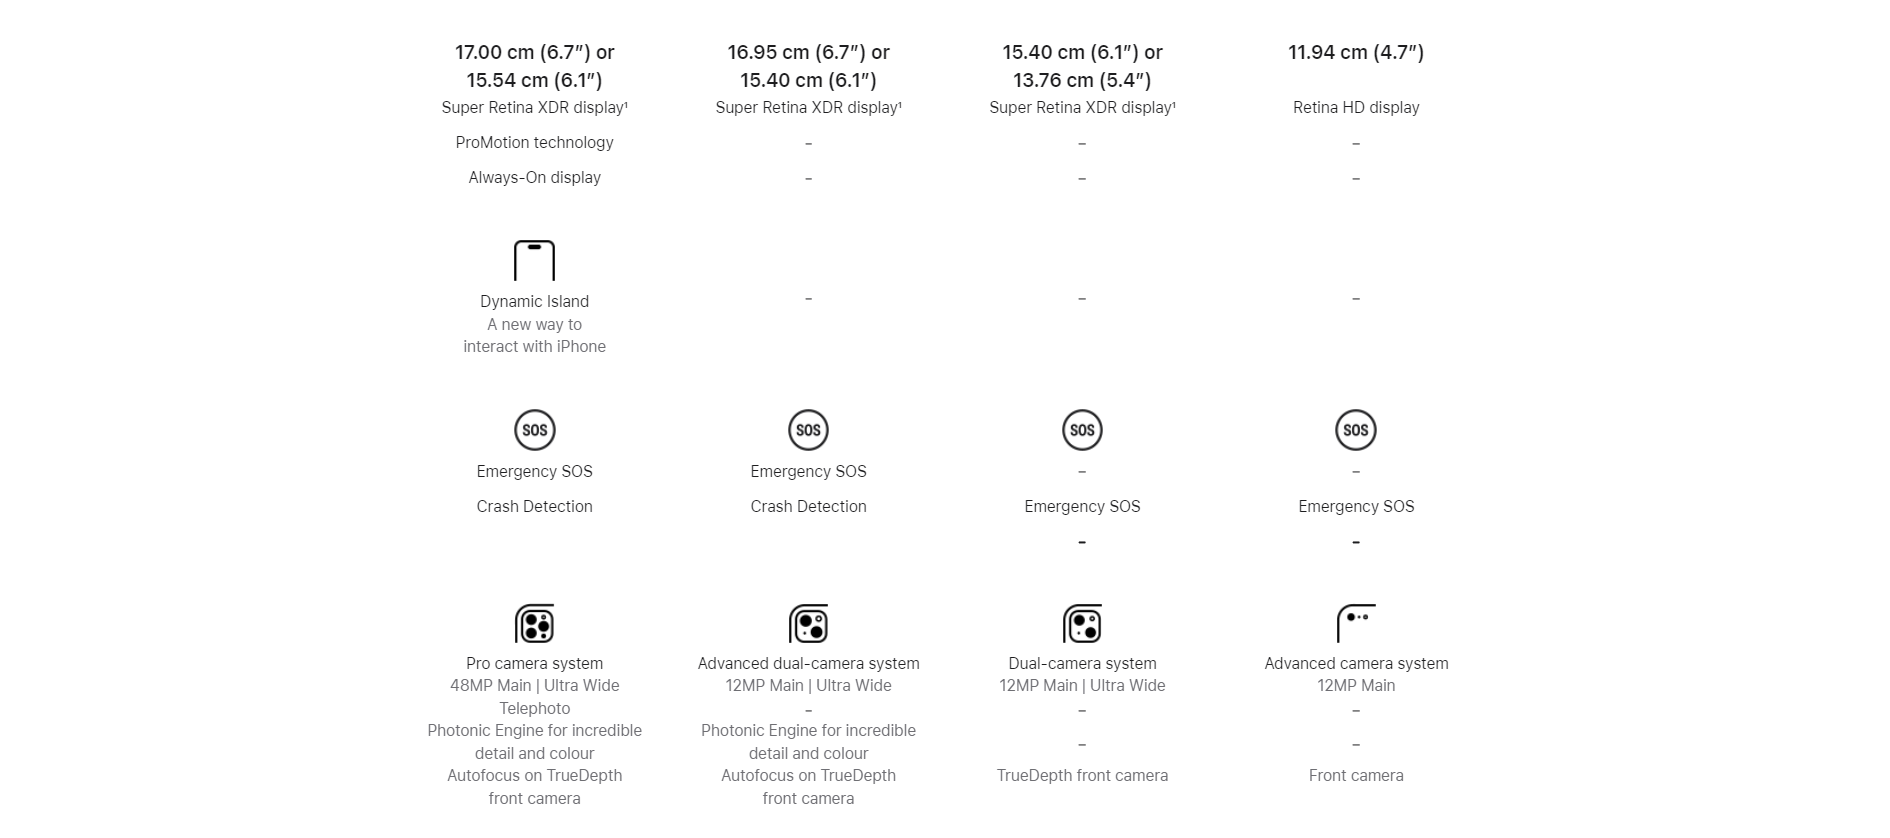 17.00 cm (6.7″) or
15.54 cm (6.1″)
Super Retina XDR display¹
ProMotion technology
Always-On display
Dynamic Island
A new way to
interact with iPhone
SOS
Emergency SOS
Crash Detection
Pro camera system
48MP Main | Ultra Wide
Telephoto
Photonic Engine for incredible
detail and colour
Autofocus on TrueDepth
front camera
16.95 cm (6.7″) or
15.40 cm (6.1″)
Super Retina XDR display¹
–
–
–
SOS
Emergency SOS
Crash Detection
Advanced dual-camera system
12MP Main | Ultra Wide
–
Photonic Engine for incredible
detail and colour
Autofocus on TrueDepth
front camera
15.40 cm (6.1″) or
13.76 cm (5.4″)
Super Retina XDR display¹
–
–
–
SOS
–
Emergency SOS
-
Dual-camera system
12MP Main | Ultra Wide
–
–
TrueDepth front camera
11.94 cm (4.7″)
Retina HD display
–
–
–
SOS
–
Emergency SOS
-
Advanced camera system
12MP Main
–
–
Front camera